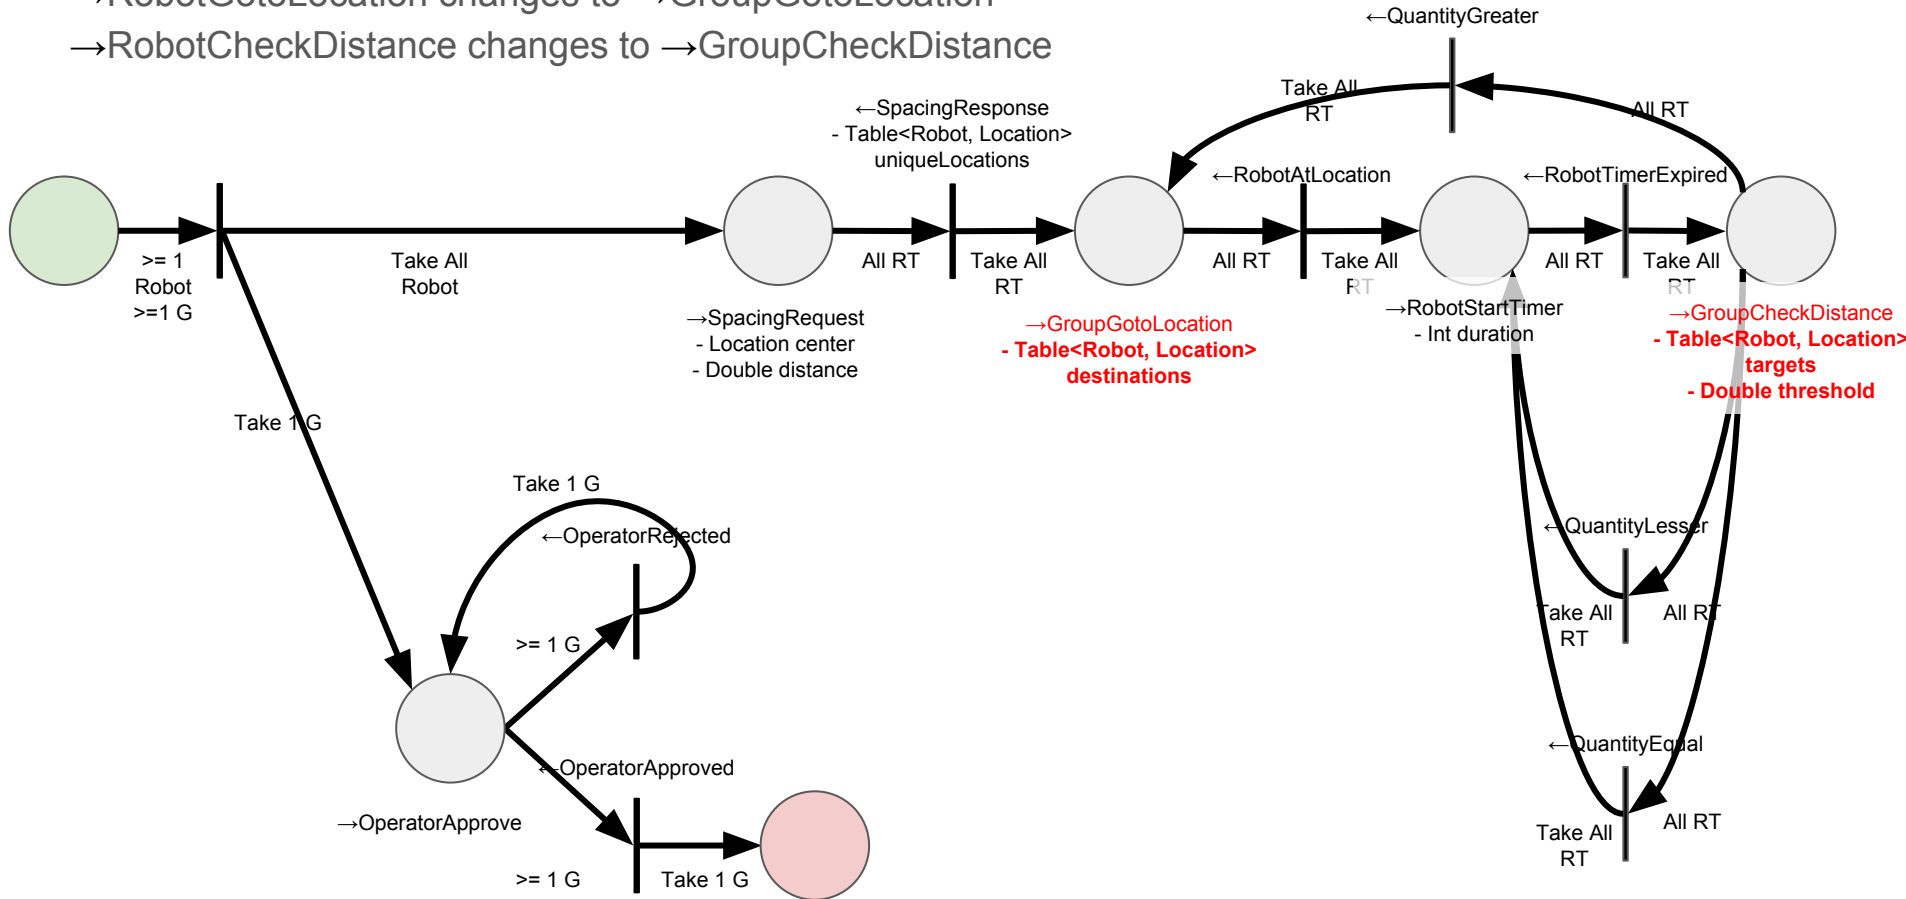 →RobotGotoLocation changes to →GroupGotoLocation
→RobotCheckDistance changes to →GroupCheckDistance
←QuantityGreater
Take All
RT
All RT
←SpacingResponse
- Table<Robot, Location>
uniqueLocations
←RobotAtLocation
←RobotTimerExpired
>= 1
Robot
>=1 G
Take All
Robot
All RT
Take All
RT
All RT
Take All
RT
All RT
Take All
RT
→SpacingRequest
- Location center
- Double distance
→GroupGotoLocation
- Table<Robot, Location>
destinations
→RobotStartTimer
- Int duration
→GroupCheckDistance
- Table<Robot, Location>
targets
- Double threshold
Take 1 G
Take 1 G
←OperatorRejected
←QuantityLesser
>= 1 G
Take All
RT
All RT
←OperatorApproved
←QuantityEqual
→OperatorApprove
Take All
RT
All RT
>= 1 G
Take 1 G